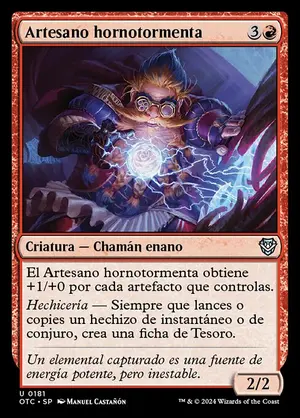 Artesano hornotormenta 3
Criatura — Chamán enano
El Artesano hornotormenta obtiene
+1/+0 por cada artefacto que controlas.
Hechicería — Siempre que lances o
copies un hechizo de instantáneo o de
conjuro, crea una ficha de Tesoro.
Un elemental capturado es una fuente de
energía potente, pero inestable.
2/2
U 0181
OTC • SP Manuel Castañón
™ & © 2024 Wizards of the Coast